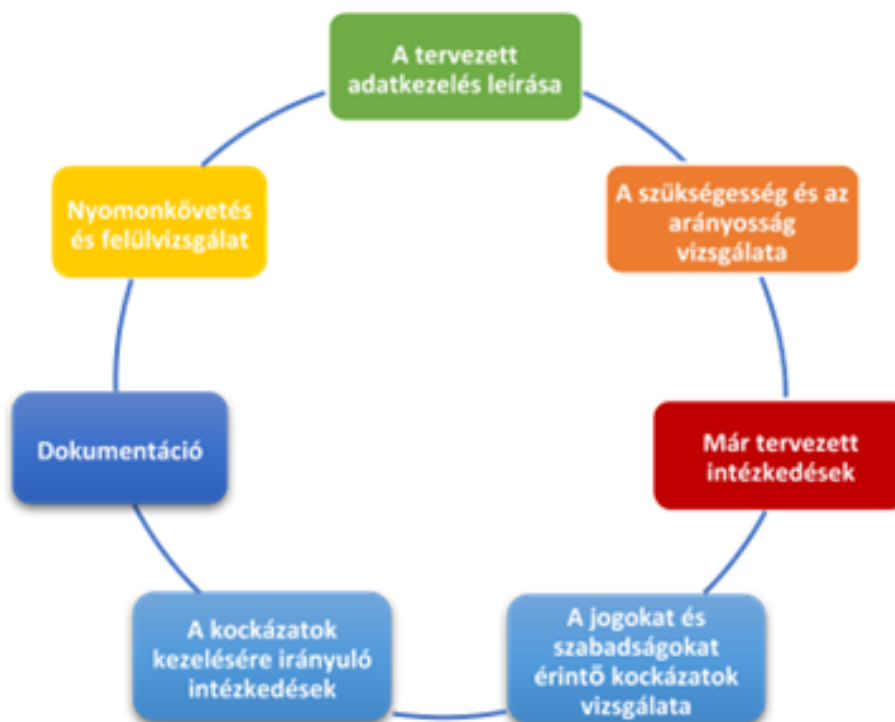 A tervezett
adatkezelés leírása
A szükségesség és az
arányosság
vizsgálata
Már tervezett
intézkedések
A jogokat és
szabadságokat
érintő kockázatok
vizsgálata
A kockázatok
kezelésére irányuló
intézkedések
Dokumentáció
Nyomonkövetés
és felülvizsgálat